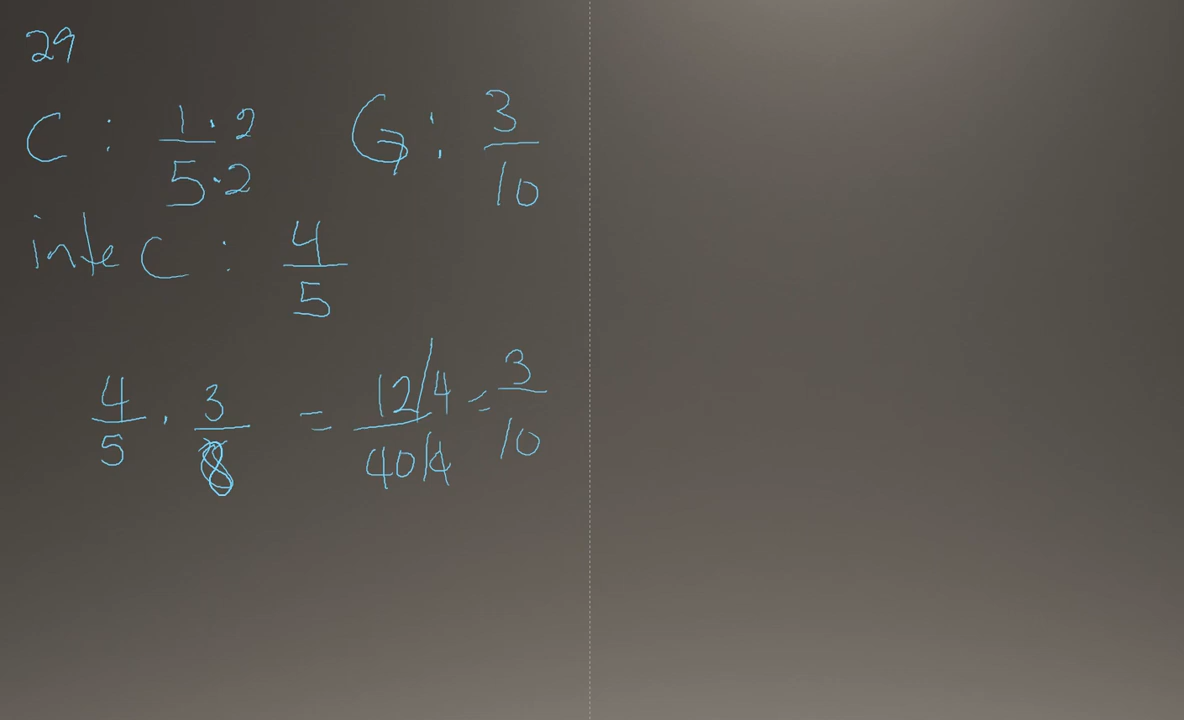 29
C : 1·2/5·2 G : 3/10
inte C : 4/5
4/5 · 3/8 = 12/4 / 40/4 = 3/10